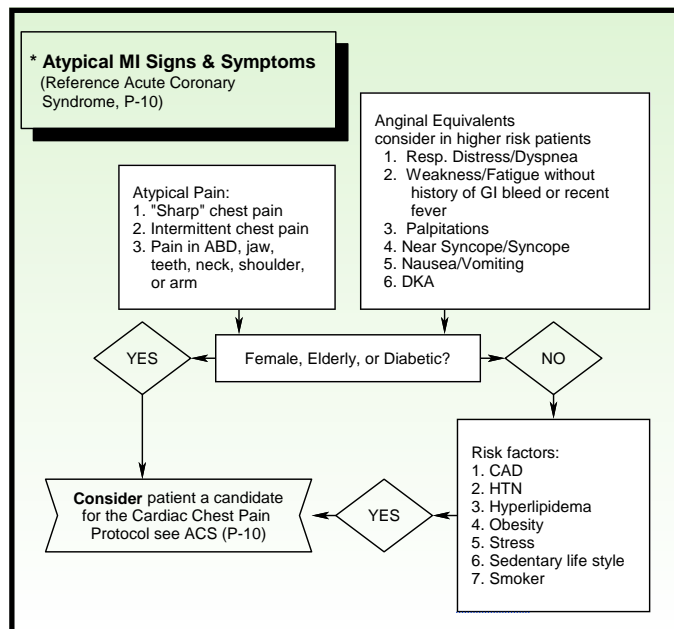 * Atypical MI Signs & Symptoms
(Reference Acute Coronary
Syndrome, P-10)
Anginal Equivalents
consider in higher risk patients
1. Resp. Distress/Dyspnea
2. Weakness/Fatigue without
history of GI bleed or recent
fever
3. Palpitations
4. Near Syncope/Syncope
5. Nausea/Vomiting
6. DKA
Atypical Pain:
1. "Sharp" chest pain
2. Intermittent chest pain
3. Pain in ABD, jaw,
teeth, neck, shoulder,
or arm
YES
Female, Elderly, or Diabetic?
NO
Risk factors:
1. CAD
2. HTN
3. Hyperlipidema
4. Obesity
5. Stress
6. Sedentary life style
7. Smoker
YES
Consider patient a candidate
for the Cardiac Chest Pain
Protocol see ACS (P-10)